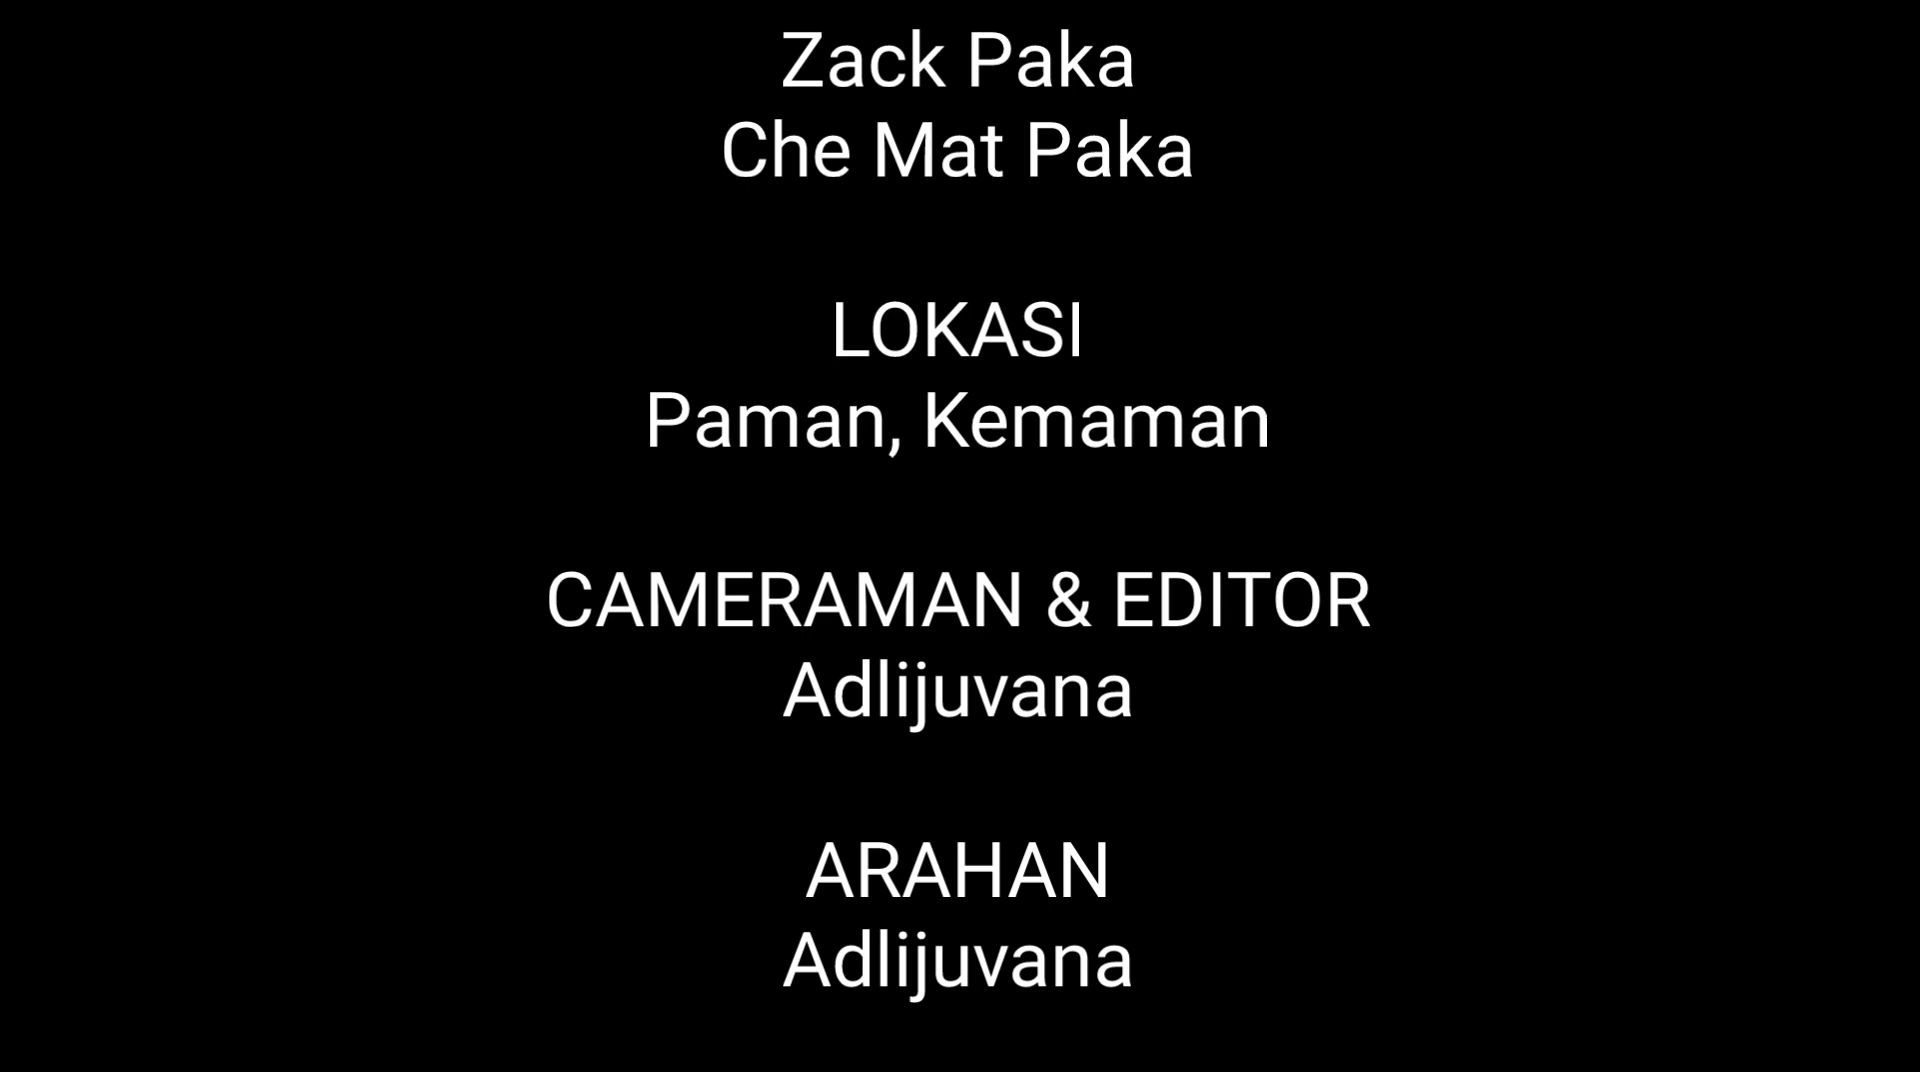 Zack Paka
Che Mat Paka
LOKASI
Paman, Kemaman
CAMERAMAN & EDITOR
Adlijuvana
ARAHAN
Adlijuvana